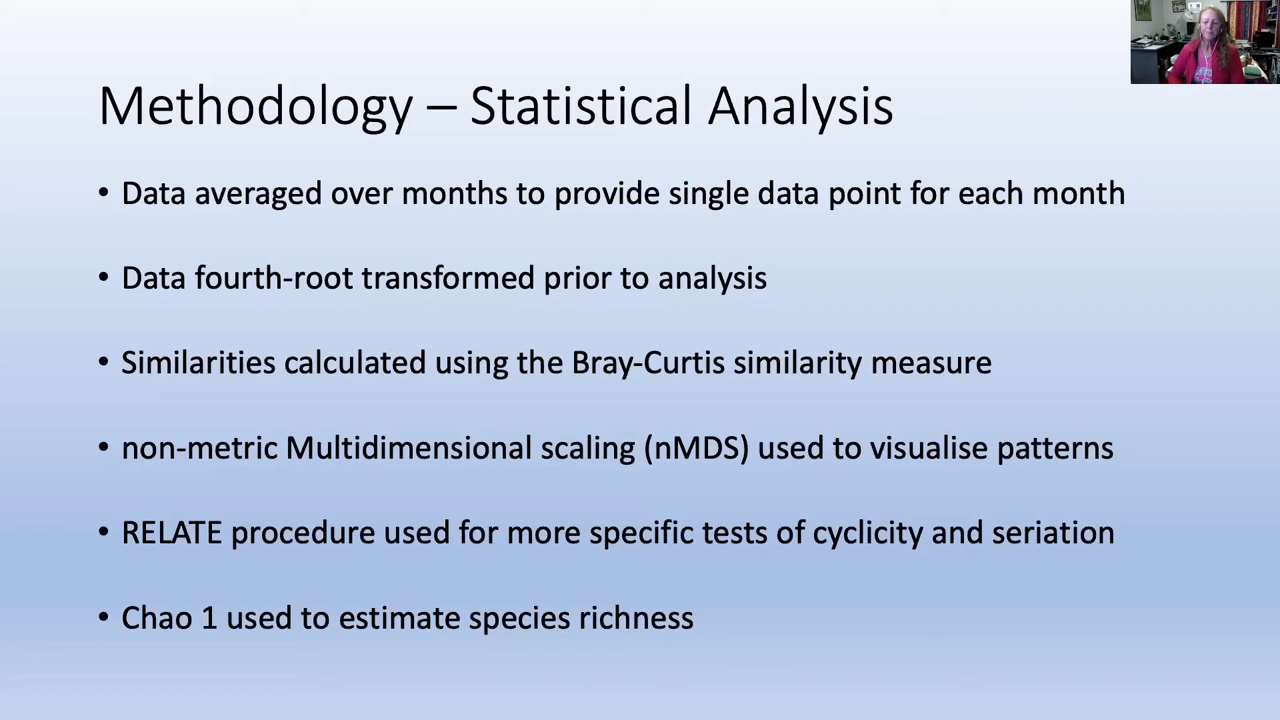 Methodology – Statistical Analysis
• Data averaged over months to provide single data point for each month
• Data fourth-root transformed prior to analysis
• Similarities calculated using the Bray-Curtis similarity measure
• non-metric Multidimensional scaling (nMDS) used to visualise patterns
• RELATE procedure used for more specific tests of cyclicity and seriation
• Chao 1 used to estimate species richness